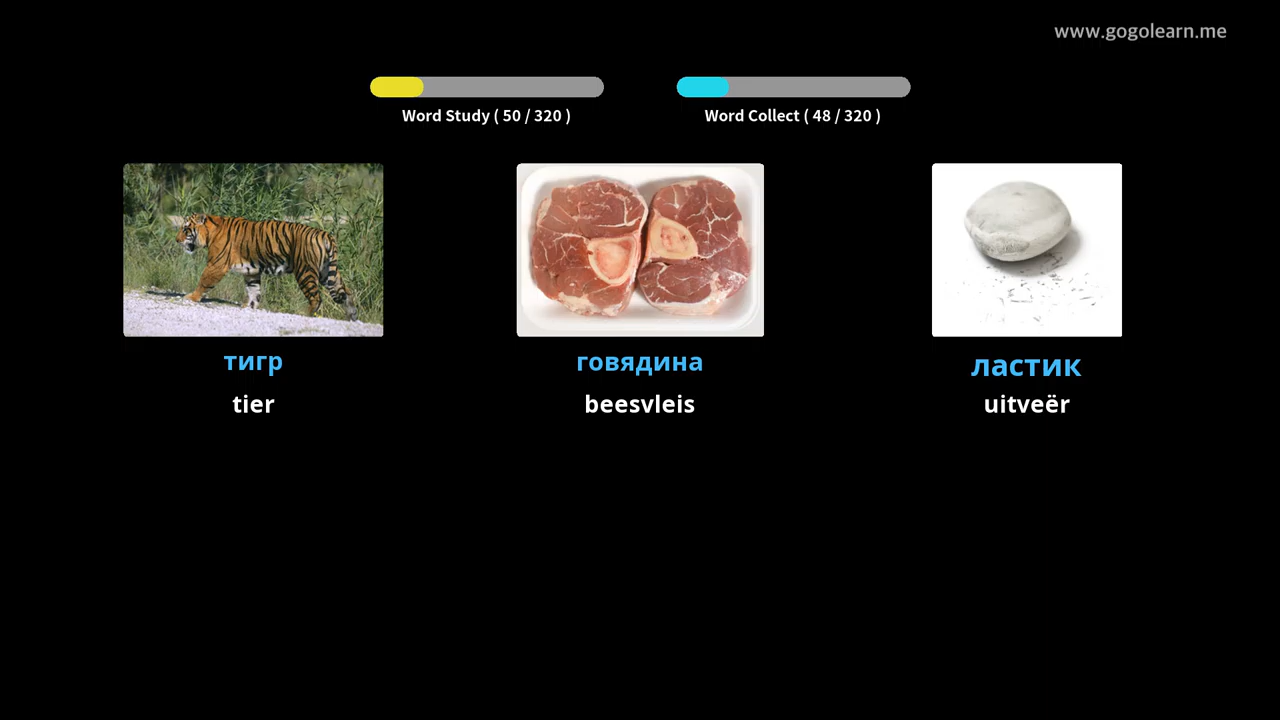 www.gogolearn.me
Word Study ( 50 / 320 )
Word Collect ( 48 / 320 )
тигр
говядина
ластик
tier
beesvleis
uitveër